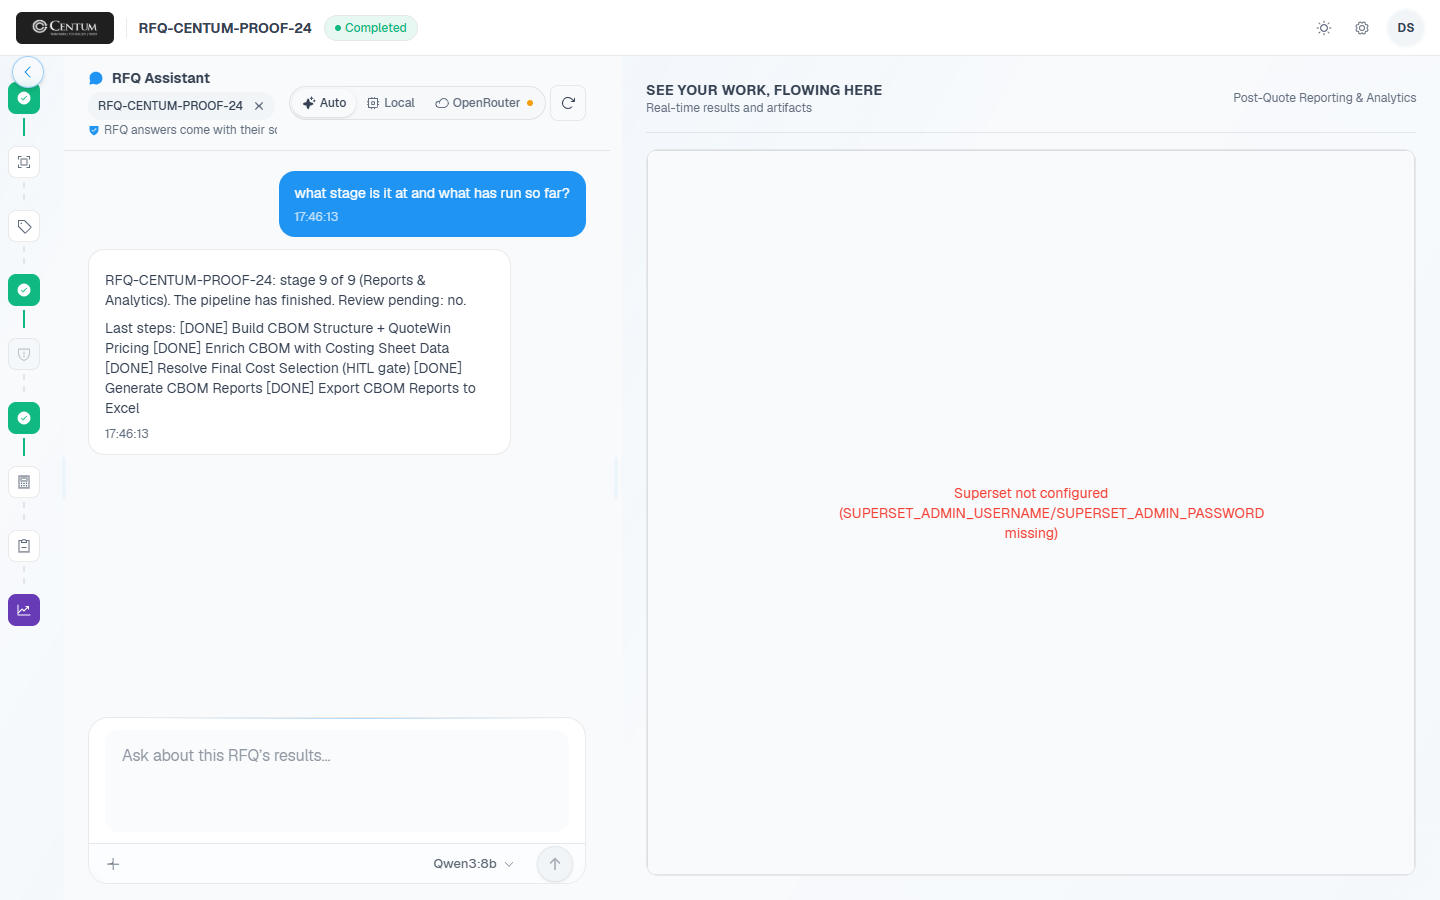 CENTUM
RFQ-CENTUM-PROOF-24
Completed
DS
RFQ Assistant
RFQ-CENTUM-PROOF-24
Auto
Local
OpenRouter
RFQ answers come with their sc
what stage is it at and what has run so far?
17:46:13
RFQ-CENTUM-PROOF-24: stage 9 of 9 (Reports &
Analytics). The pipeline has finished. Review pending: no.
Last steps: [DONE] Build CBOM Structure + QuoteWin
Pricing [DONE] Enrich CBOM with Costing Sheet Data
[DONE] Resolve Final Cost Selection (HITL gate) [DONE]
Generate CBOM Reports [DONE] Export CBOM Reports to
Excel
17:46:13
Ask about this RFQ's results...
Qwen3:8b
SEE YOUR WORK, FLOWING HERE
Real-time results and artifacts
Post-Quote Reporting & Analytics
Superset not configured
(SUPERSET_ADMIN_USERNAME/SUPERSET_ADMIN_PASSWORD
missing)